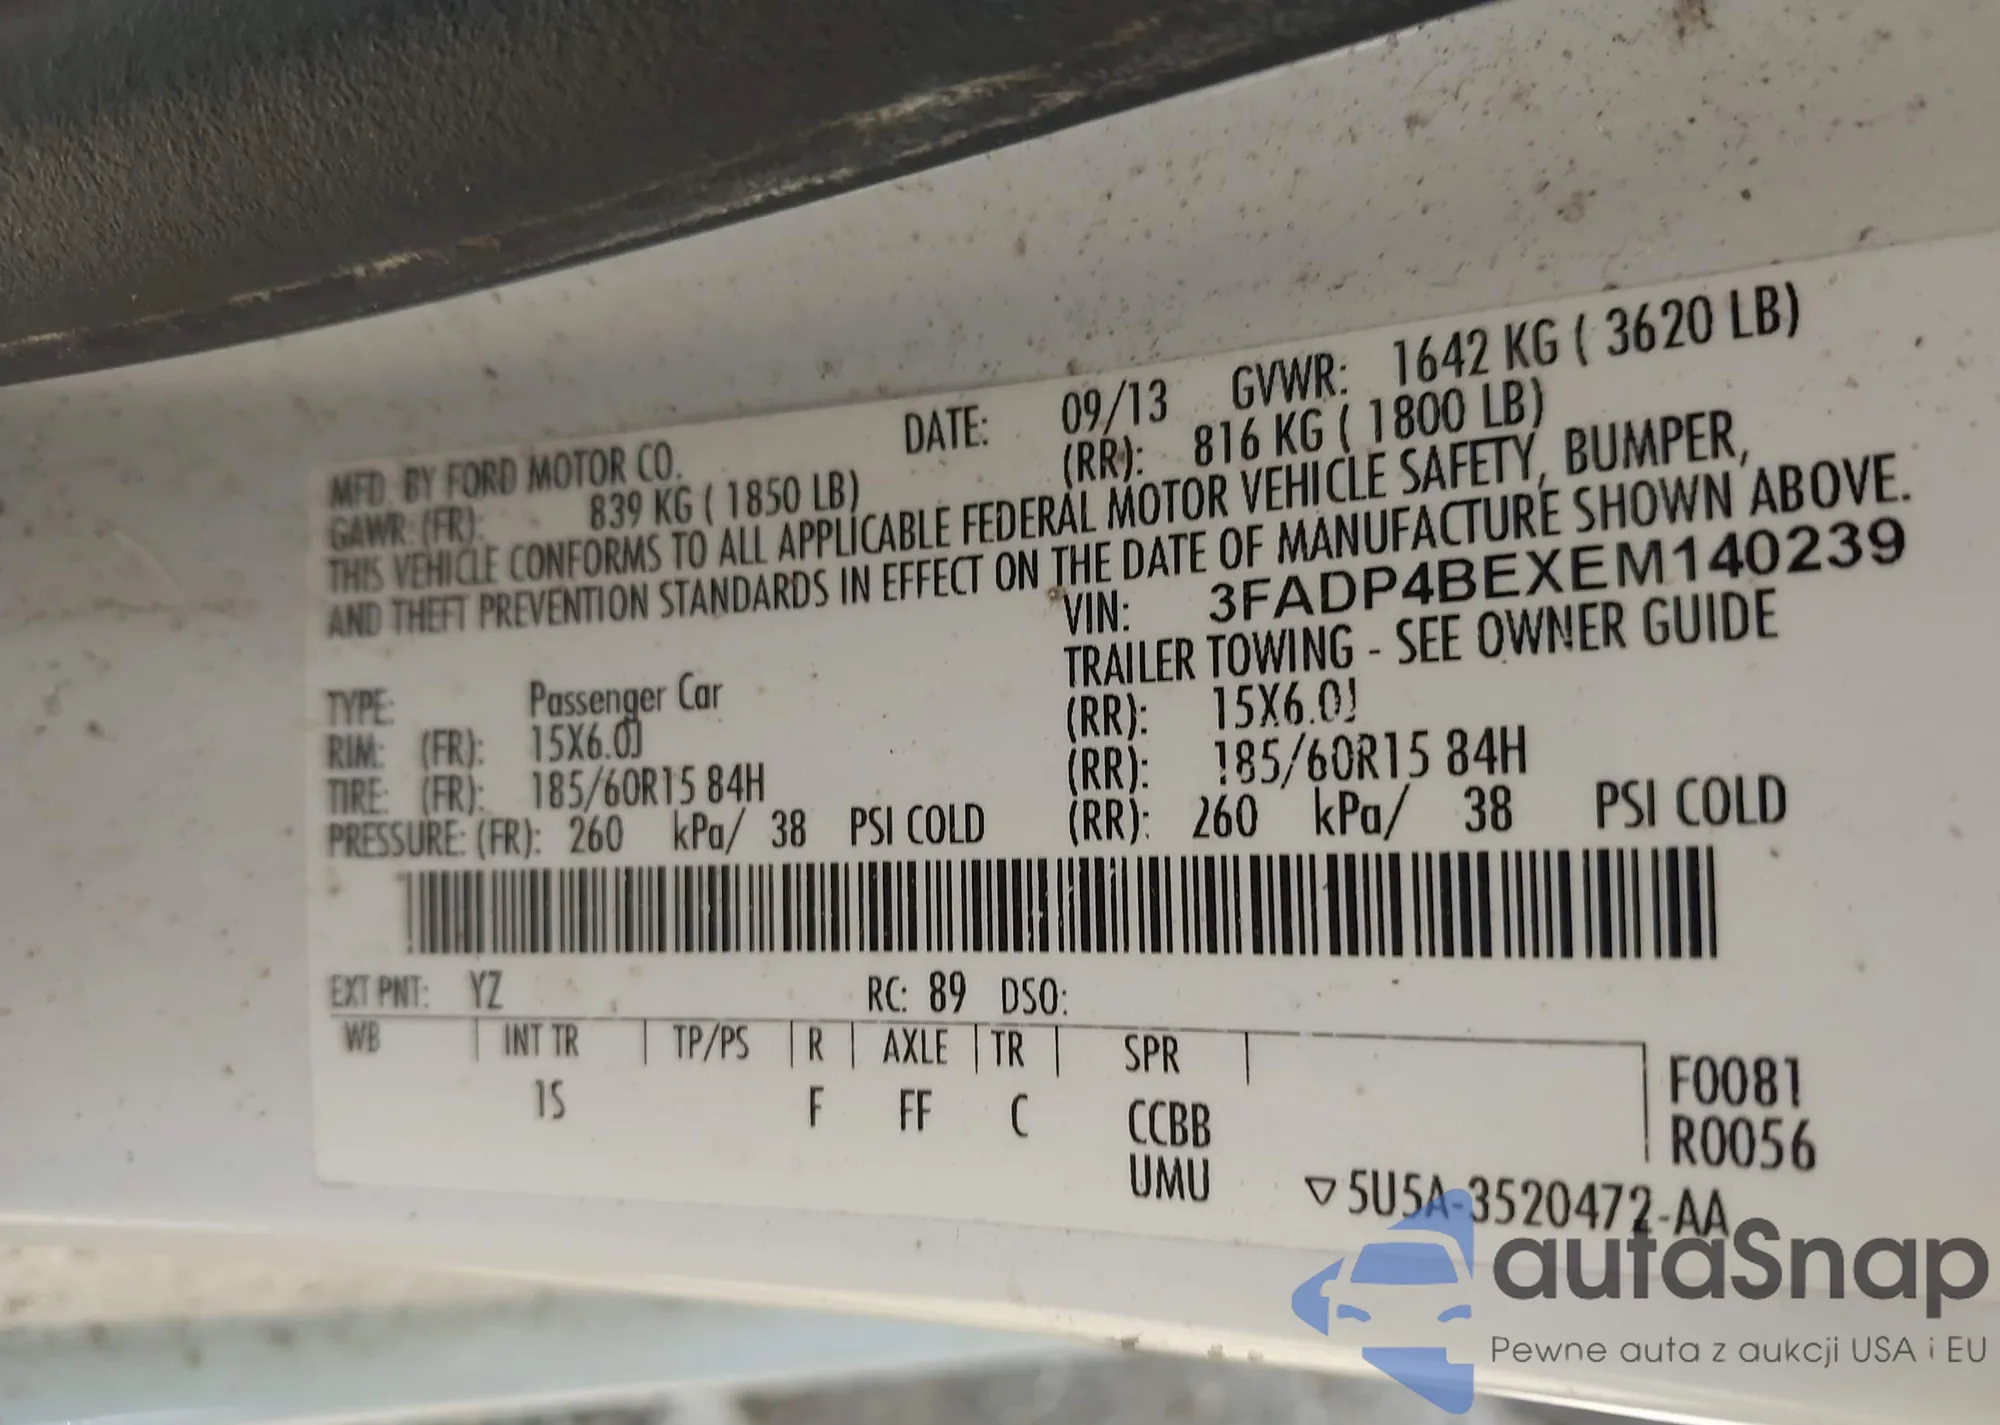 MFD. BY FORD MOTOR CO. DATE: 09/13 GVWR: 1642 KG ( 3620 LB)
GAWR: (FR): 839 KG ( 1850 LB) (RR): 816 KG ( 1800 LB)
THIS VEHICLE CONFORMS TO ALL APPLICABLE FEDERAL MOTOR VEHICLE SAFETY, BUMPER,
AND THEFT PREVENTION STANDARDS IN EFFECT ON THE DATE OF MANUFACTURE SHOWN ABOVE.
VIN: 3FADP4BEXEM140239
TRAILER TOWING - SEE OWNER GUIDE
TYPE: Passenger Car
RIM: (FR): 15X6.0J (RR): 15X6.0J
TIRE: (FR): 185/60R15 84H (RR): 185/60R15 84H
PRESSURE: (FR): 260 kPa/ 38 PSI COLD (RR): 260 kPa/ 38 PSI COLD
EXT PNT: YZ RC: 89 DSO:
WB INT TR TP/PS R AXLE TR SPR
1S F FF C CCBB
UMU
F0081
R0056
▽5U5A-3520472-AA
autaSnap
Pewne auta z aukcji USA i EU